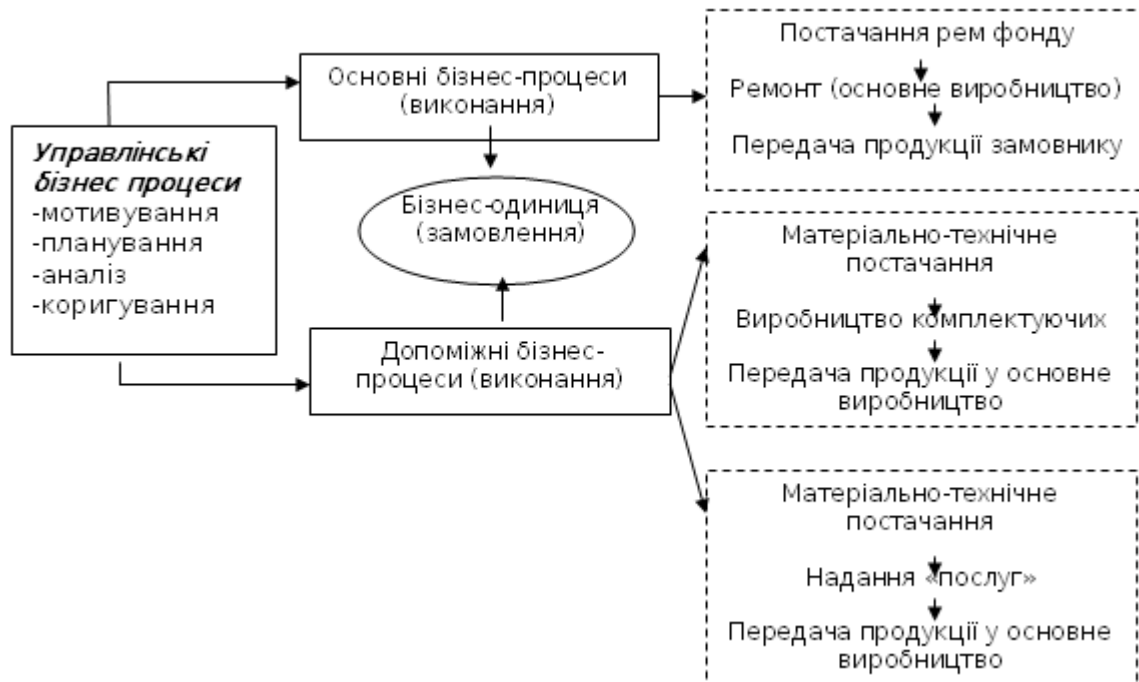 Управлінські
бізнес процеси
-мотивування
-планування
-аналіз
-коригування
Основні бізнес-процеси
(виконання)
Бізнес-одиниця
(замовлення)
Допоміжні бізнес-
процеси (виконання)
Постачання рем фонду
Ремонт (основне виробництво)
Передача продукції замовнику
Матеріально-технічне
постачання
Виробництво комплектуючих
Передача продукції у основне
виробництво
Матеріально-технічне
постачання
Надання «послуг»
Передача продукції у основне
виробництво